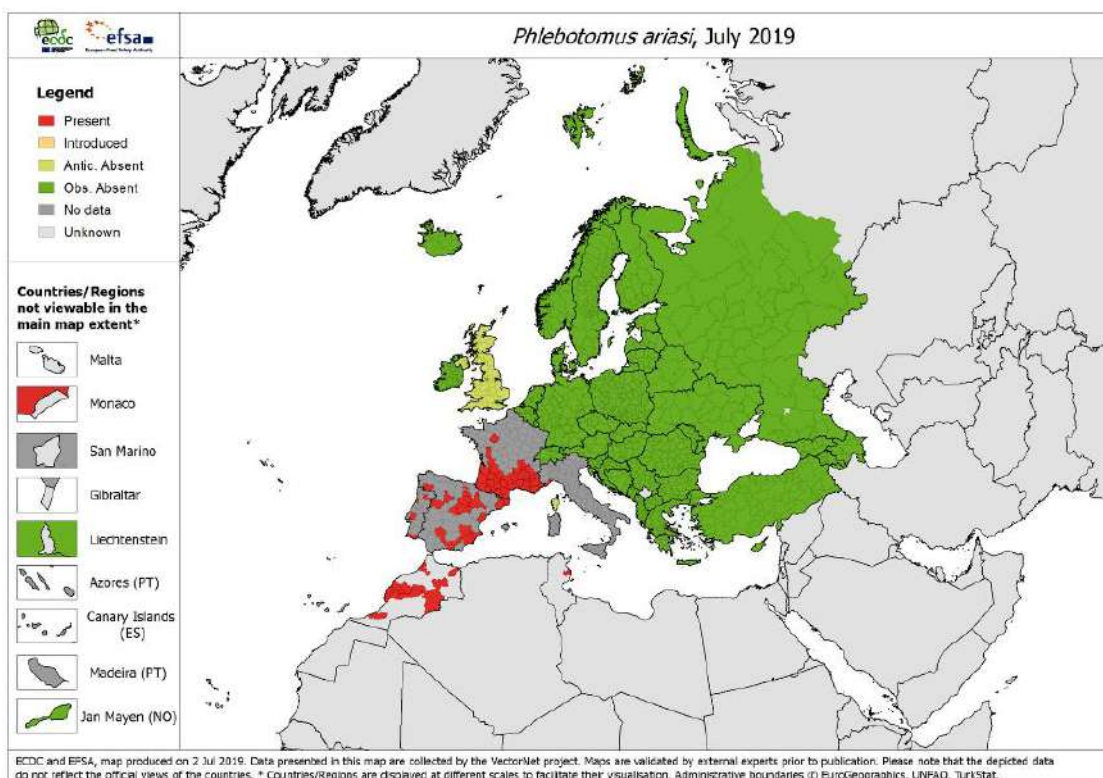 ecdc
efsa
European Food Safety Authority
Phlebotomus ariasi, July 2019
Legend
Present
Introduced
Antic. Absent
Obs. Absent
No data
Unknown
Countries/Regions
not viewable in the
main map extent*
Malta
Monaco
San Marino
Gibraltar
Liechtenstein
Azores (PT)
Canary Islands
(ES)
Madeira (PT)
Jan Mayen (NO)
ECDC and EFSA, map produced on 2 Jul 2019. Data presented in this map are collected by the VectorNet project. Maps are validated by external experts prior to publication. Please note that the depicted data
do not reflect the official views of the countries. * Countries/Regions are displayed at different scales to facilitate their visualisation. Administrative boundaries © EuroGeographics, UNFAO, TurkStat.